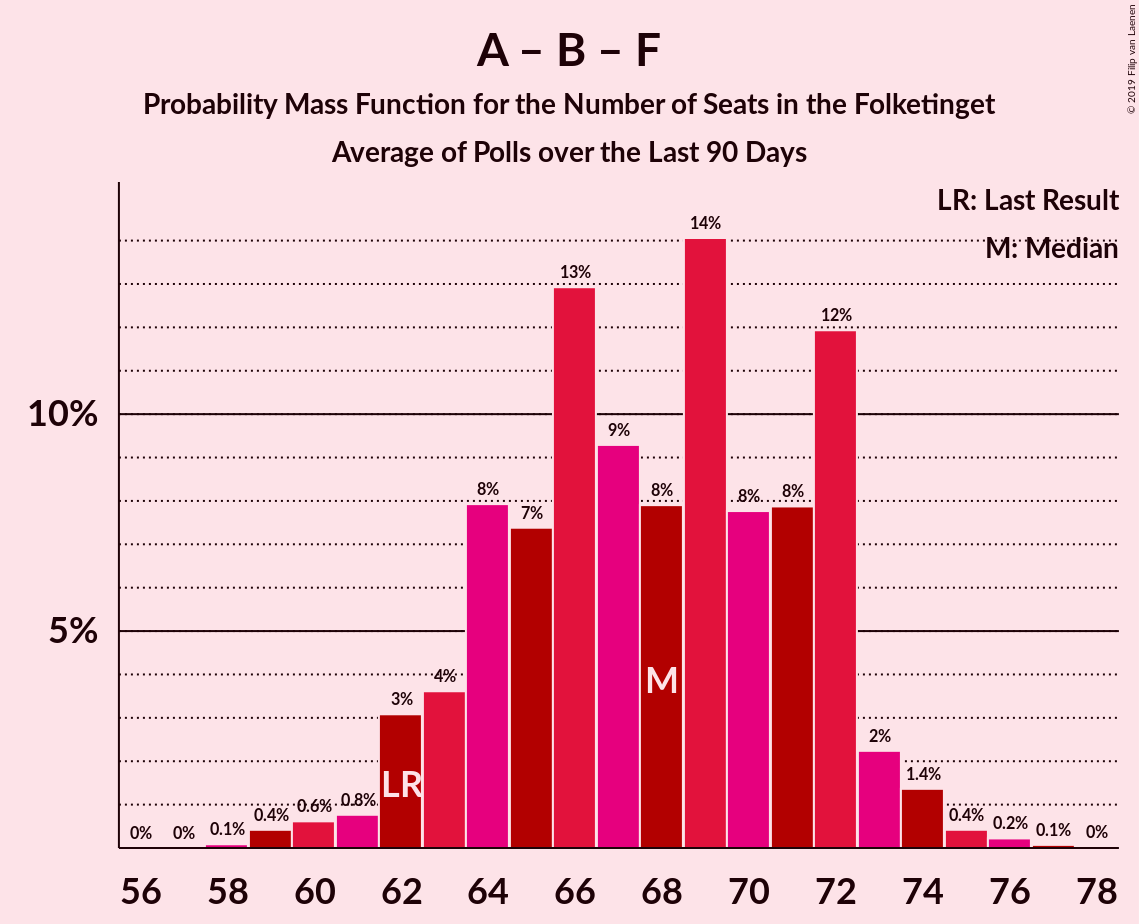 A – B – F
Probability Mass Function for the Number of Seats in the Folketinget
Average of Polls over the Last 90 Days
© 2019 Filip van Laenen
LR: Last Result
M: Median
10%
5%
0%
0%
0.1%
0.4%
0.6%
0.8%
3%
4%
8%
7%
13%
9%
8%
14%
8%
8%
12%
2%
1.4%
0.4%
0.2%
0.1%
0%
LR
M
56 58 60 62 64 66 68 70 72 74 76 78